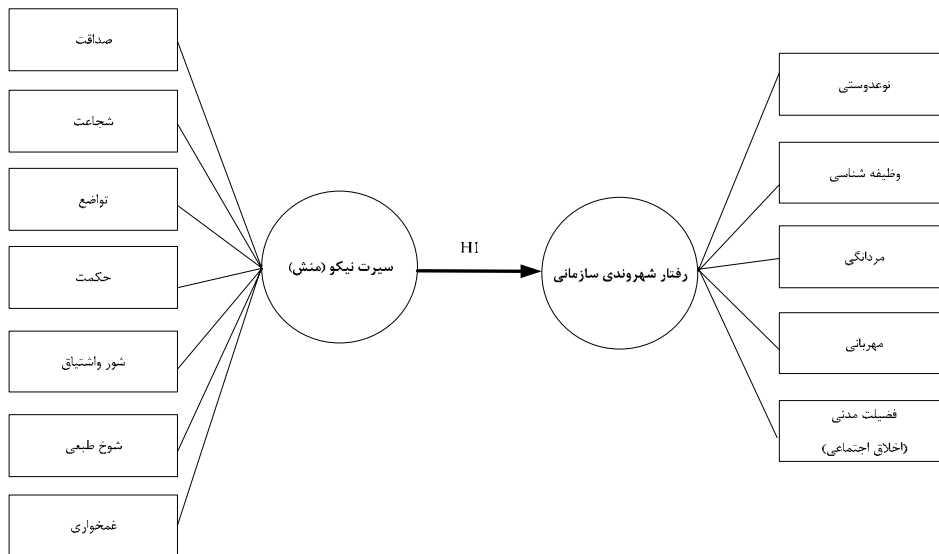 صداقت
شجاعت
تواضع
حکمت
شور واشتیاق
شوخ طبعی
غمخواری
سیرت نیکو (منش)
H1
رفتار شهروندی سازمانی
نوعدوستی
وظیفه شناسی
مردانگی
مهربانی
فضیلت مدنی
(اخلاق اجتماعی)